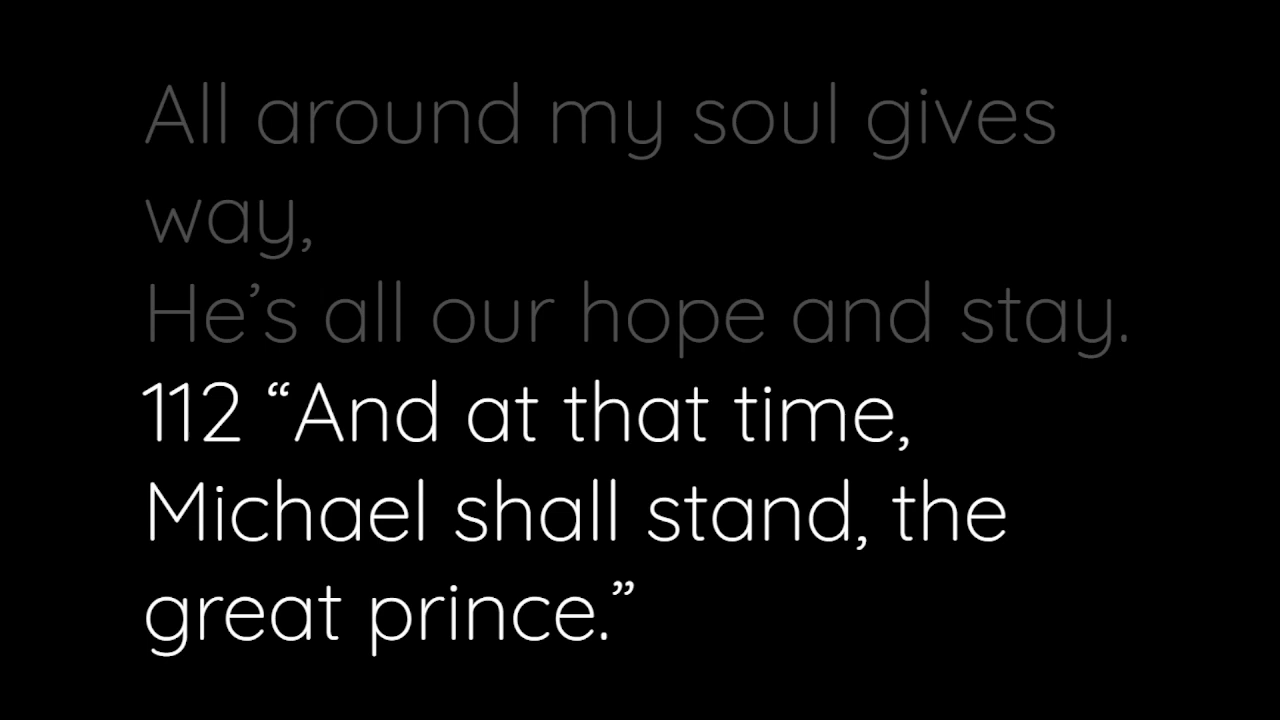 All around my soul gives
way,
He’s all our hope and stay.
112 “And at that time,
Michael shall stand, the
great prince.”